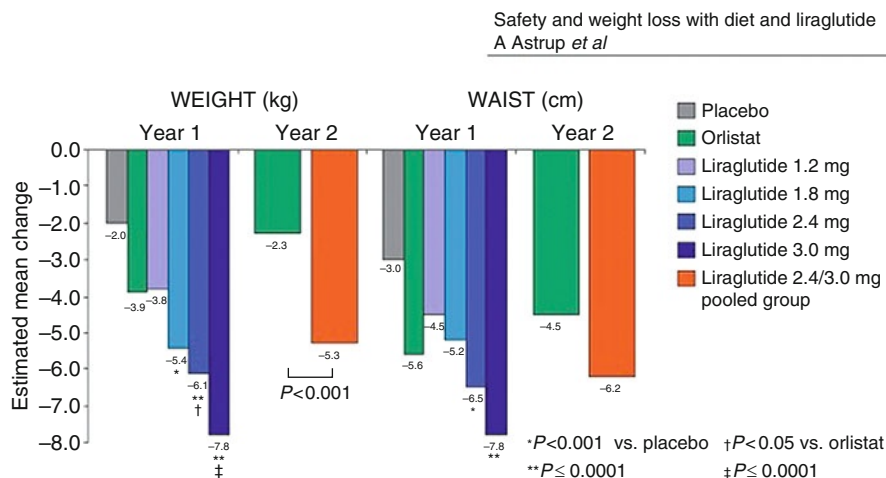 Safety and weight loss with diet and liraglutide
A Astrup et al
WEIGHT (kg)
WAIST (cm)
Year 1
Year 2
Year 1
Year 2
Estimated mean change
0.0
–1.0
–2.0
–3.0
–4.0
–5.0
–6.0
–7.0
–8.0
–2.0
–3.9
–3.8
–5.4
*
–6.1
**
†
–7.8
**
‡
–2.3
–5.3
P<0.001
–3.0
–5.6
–4.5
–5.2
–6.5
*
–7.8
**
–4.5
–6.2
Placebo
Orlistat
Liraglutide 1.2 mg
Liraglutide 1.8 mg
Liraglutide 2.4 mg
Liraglutide 3.0 mg
Liraglutide 2.4/3.0 mg
pooled group
*P<0.001 vs. placebo †P<0.05 vs. orlistat
**P≤ 0.0001 ‡P≤ 0.0001